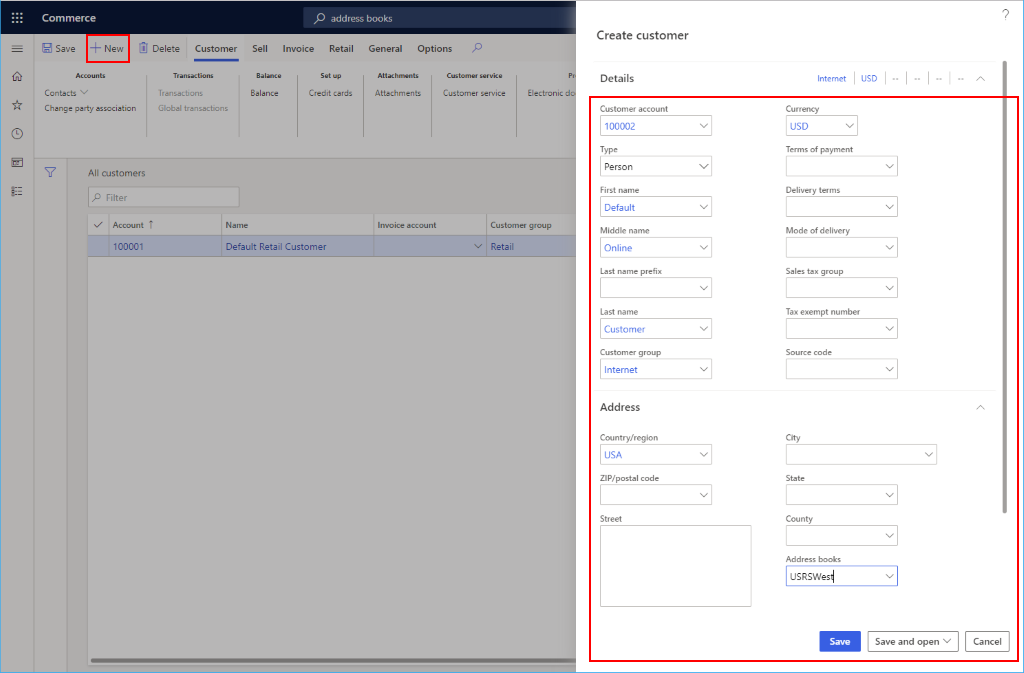 Commerce
address books
?
Save
New
Delete
Customer
Sell
Invoice
Retail
General
Options
Accounts
Contacts
Change party association
Transactions
Transactions
Global transactions
Balance
Balance
Set up
Credit cards
Attachments
Attachments
Customer service
Customer service
Pr
Electronic do
All customers
Filter
Account ↑
Name
Invoice account
Customer group
100001
Default Retail Customer
Retail
Create customer
Details
Internet
USD
--
--
--
--
Customer account
100002
Type
Person
First name
Default
Middle name
Online
Last name prefix
Last name
Customer
Customer group
Internet
Currency
USD
Terms of payment
Delivery terms
Mode of delivery
Sales tax group
Tax exempt number
Source code
Address
Country/region
USA
ZIP/postal code
Street
City
State
County
Address books
USRSWest
Save
Save and open
Cancel